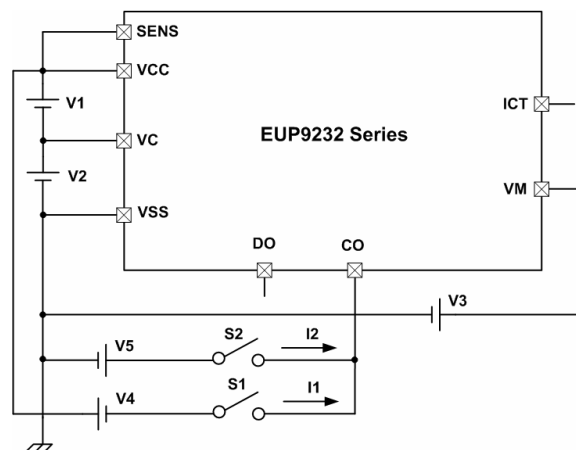 SENS
VCC
V1
ICT
VC
EUP9232 Series
V2
VM
VSS
DO
CO
V3
V5
S2
I2
V4
S1
I1